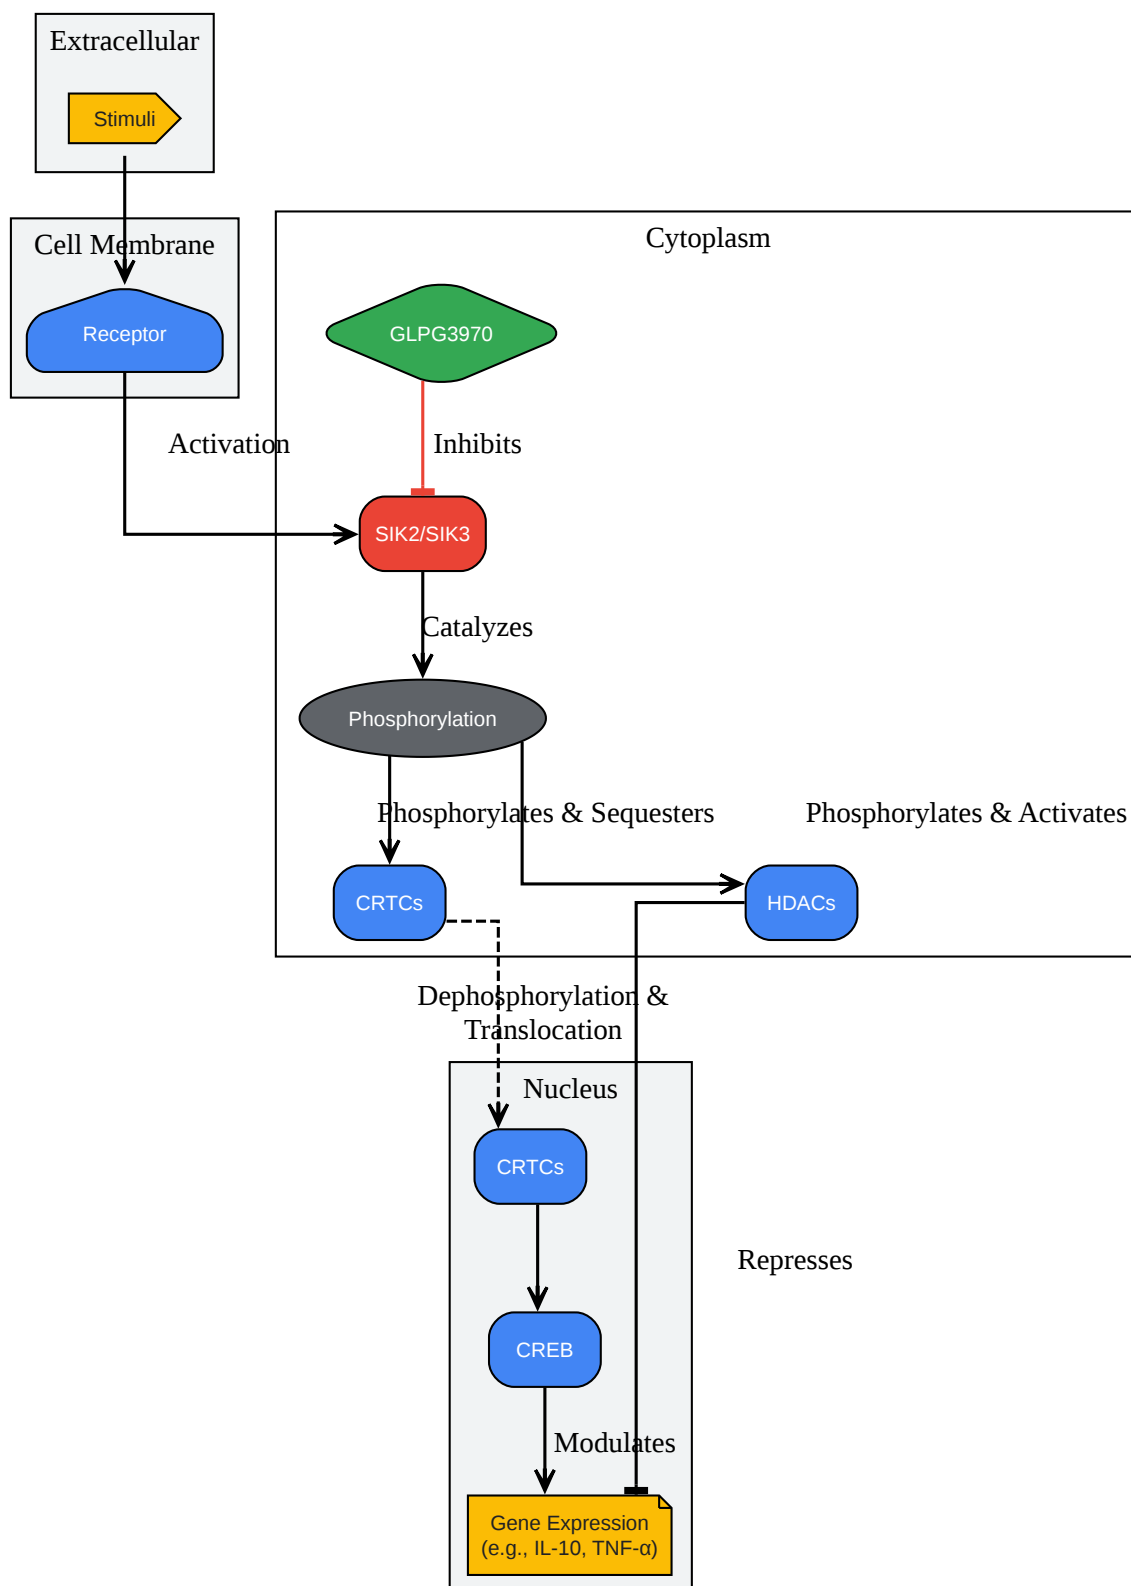 Extracellular
Stimuli
Cell Membrane
Receptor
Cytoplasm
GLPG3970
Activation
Inhibits
SIK2/SIK3
Catalyzes
Phosphorylation
Phosphorylates & Sequesters
Phosphorylates & Activates
CRTCs
HDACs
Dephosphorylation &
Translocation
Nucleus
CRTCs
Represses
CREB
Modulates
Gene Expression
(e.g., IL-10, TNF-α)